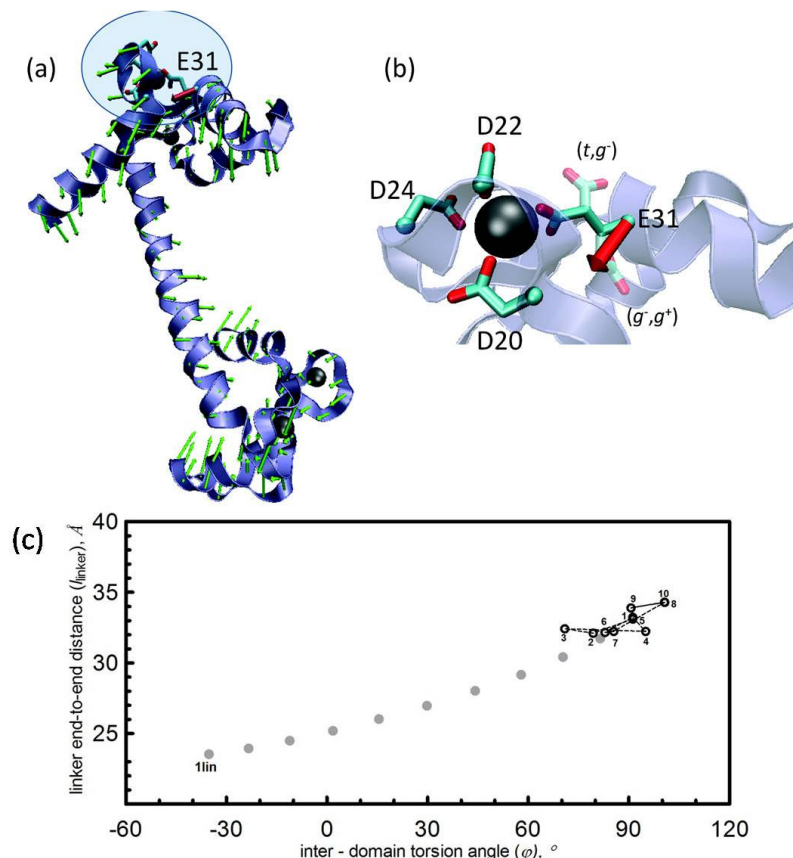 (a)
E31
(b)
D22
(t,g⁻)
D24
E31
D20
(g⁻,g⁺)
(c)
linker end-to-end distance (l_linker), Å
40
35
30
25
1lin
9
10
1
8
6
5
3
2
7
4
-60
-30
0
30
60
90
120
inter - domain torsion angle (φ), °